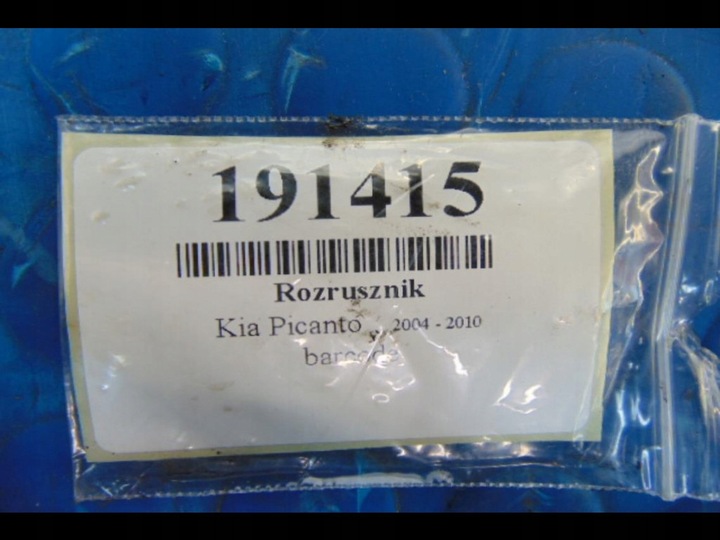 191415
Rozrusznik
Kia Picanto 2004 - 2010
barcode